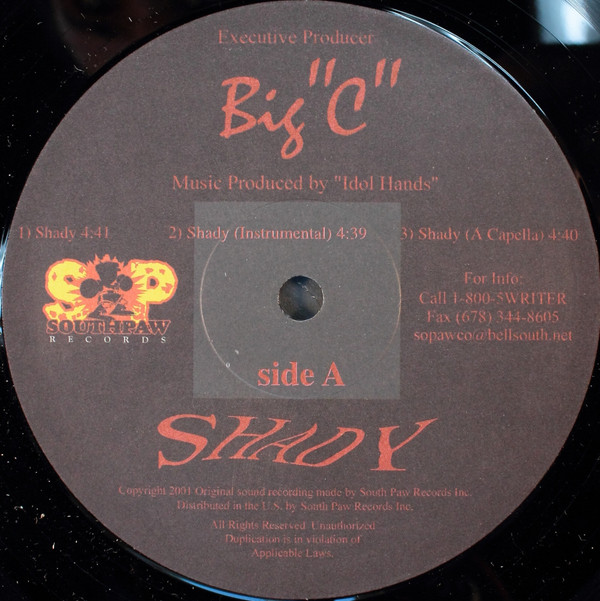 Executive Producer
Big "C"
Music Produced by "Idol Hands"
1) Shady 4:41 2) Shady (Instrumental) 4:39 3) Shady (A Capella) 4:40
SP
SOUTHPAW
RECORDS
For Info:
Call 1-800-5WRITER
Fax (678) 344-8605
sopawco@bellsouth.net
side A
SHADY
Copyright 2001 Original sound recording made by South Paw Records Inc.
Distributed in the U.S. by South Paw Records Inc.
All Rights Reserved Unauthorized
Duplication is in violation of
Applicable Laws.